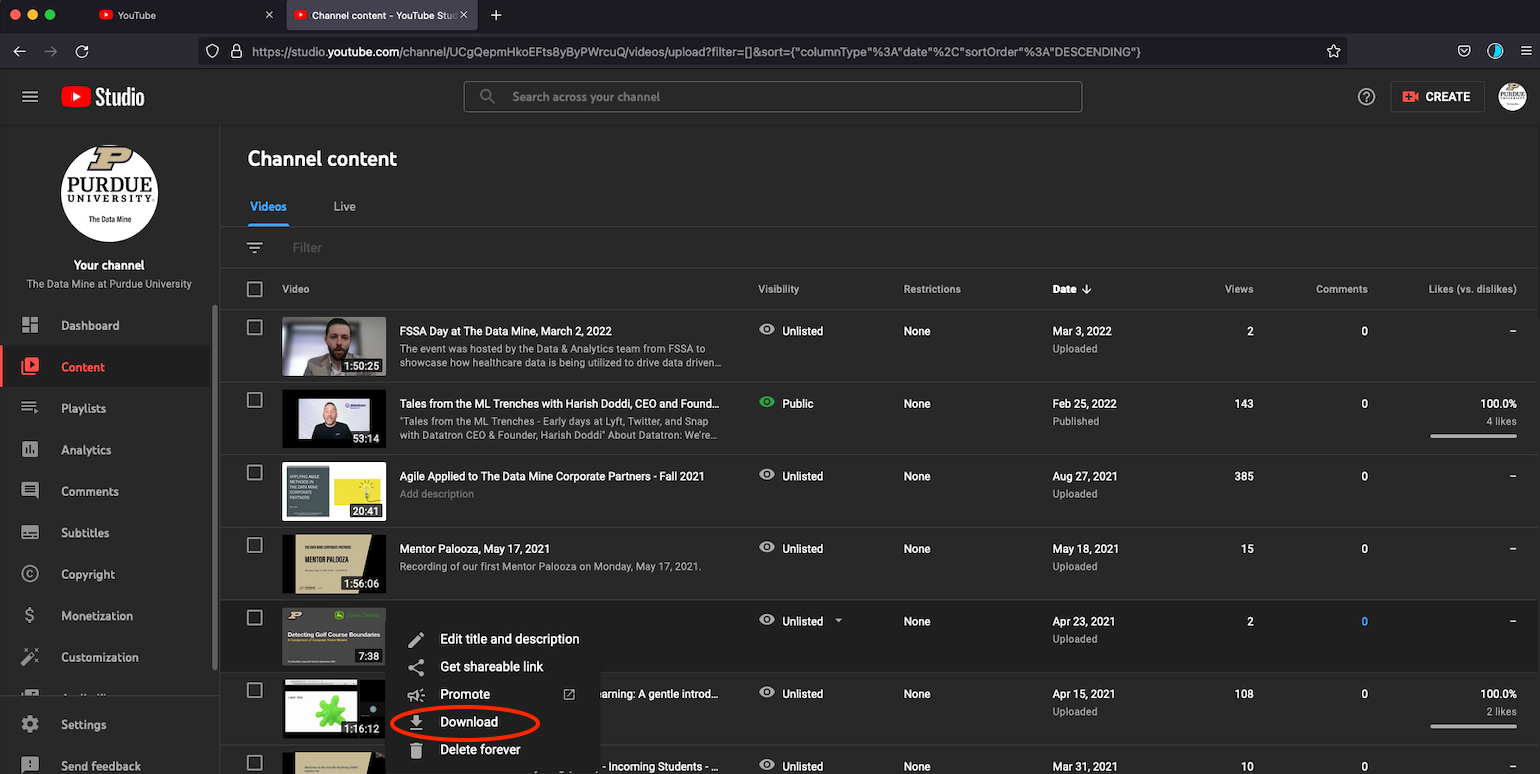 YouTube
Channel content - YouTube Stud
https://studio.youtube.com/channel/UCgQepmHkoEFts8yByPWrcuQ/videos/upload?filter=[]&sort={"columnType"%3A"date"%2C"sortOrder"%3A"DESCENDING"}
Studio
Search across your channel
CREATE
PURDUE
UNIVERSITY
The Data Mine
Your channel
The Data Mine at Purdue University
Dashboard
Content
Playlists
Analytics
Comments
Subtitles
Copyright
Monetization
Customization
Settings
Send feedback
Channel content
Videos Live
Filter
Video Visibility Restrictions Date Views Comments Likes (vs. dislikes)
1:50:25
FSSA Day at The Data Mine, March 2, 2022
The event was hosted by the Data & Analytics team from FSSA to
showcase how healthcare data is being utilized to drive data driven...
Unlisted None Mar 3, 2022 2 0 –
Uploaded
53:14
Tales from the ML Trenches with Harish Doddi, CEO and Found...
"Tales from the ML Trenches - Early days at Lyft, Twitter, and Snap
with Datatron CEO & Founder, Harish Doddi" About Datatron: We're...
Public None Feb 25, 2022 143 0 100.0%
Published 4 likes
APPLYING AGILE
METHODS IN
THE DATA MINE
CORPORATE
PARTNERS
20:41
Agile Applied to The Data Mine Corporate Partners - Fall 2021
Add description
Unlisted None Aug 27, 2021 385 0 –
Uploaded
THE DATA MINE CORPORATE PARTNERS
MENTOR PALOOZA
1:56:06
Mentor Palooza, May 17, 2021
Recording of our first Mentor Palooza on Monday, May 17, 2021.
Unlisted None May 18, 2021 15 0 –
Uploaded
Detecting Golf Course Boundaries
7:38
Unlisted None Apr 23, 2021 2 0 –
Uploaded
Edit title and description
Get shareable link
Promote
Download
Delete forever
1:16:12
earning: A gentle introd...
Unlisted None Apr 15, 2021 108 0 100.0%
Uploaded 2 likes
- Incoming Students - ...
Unlisted None Mar 31, 2021 10 0 –